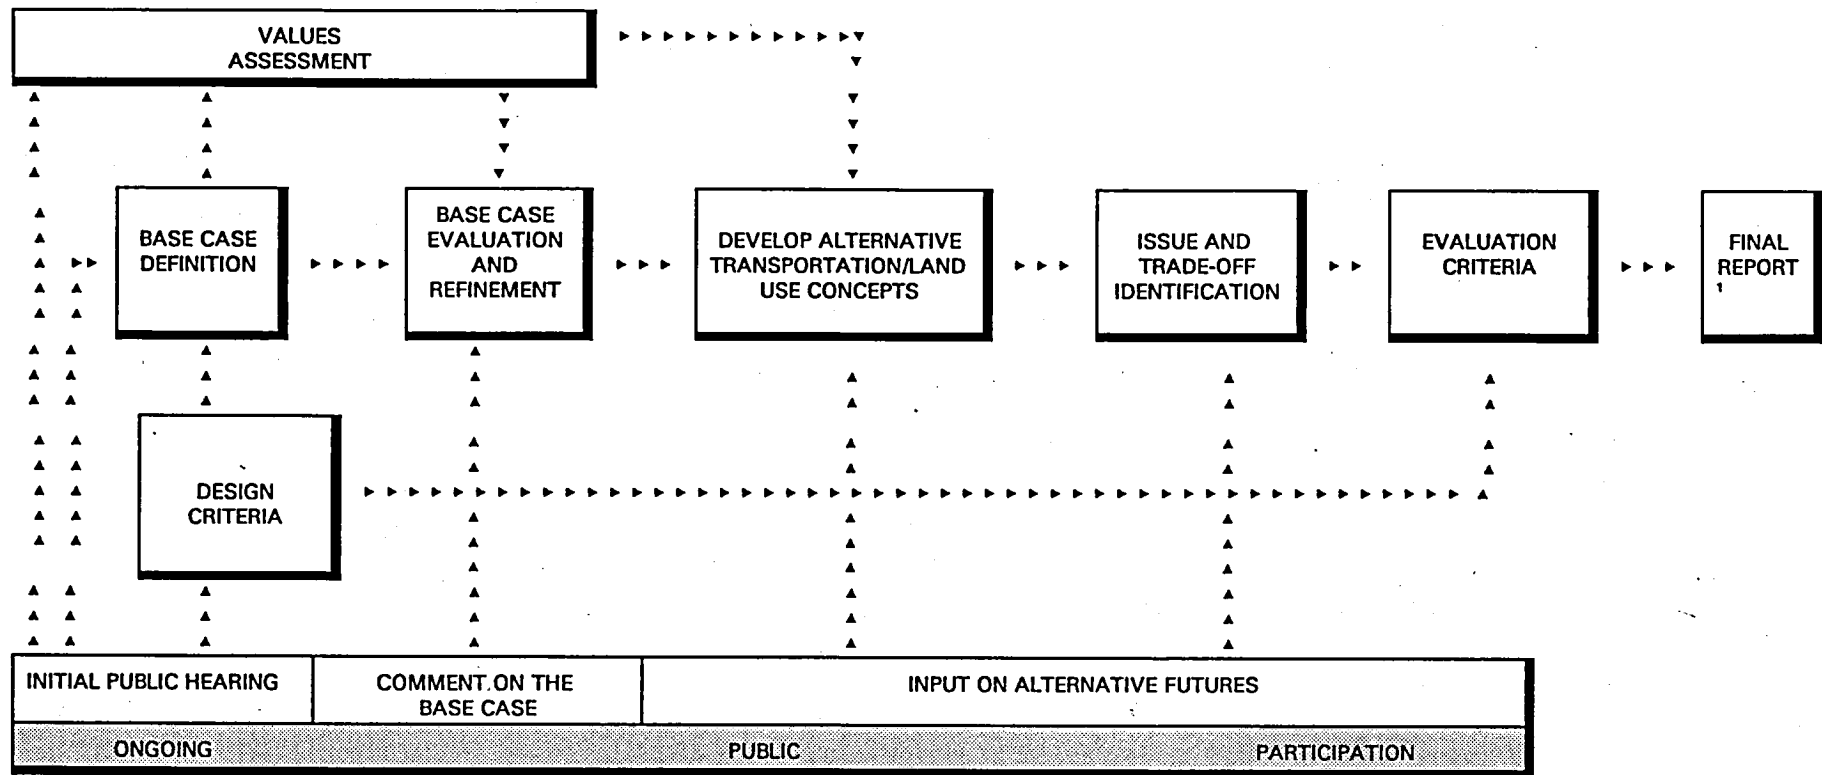 VALUES
ASSESSMENT
BASE CASE
DEFINITION
BASE CASE
EVALUATION
AND
REFINEMENT
DEVELOP ALTERNATIVE
TRANSPORTATION/LAND
USE CONCEPTS
ISSUE AND
TRADE-OFF
IDENTIFICATION
EVALUATION
CRITERIA
FINAL
REPORT
DESIGN
CRITERIA
INITIAL PUBLIC HEARING
COMMENT ON THE
BASE CASE
INPUT ON ALTERNATIVE FUTURES
ONGOING PUBLIC PARTICIPATION